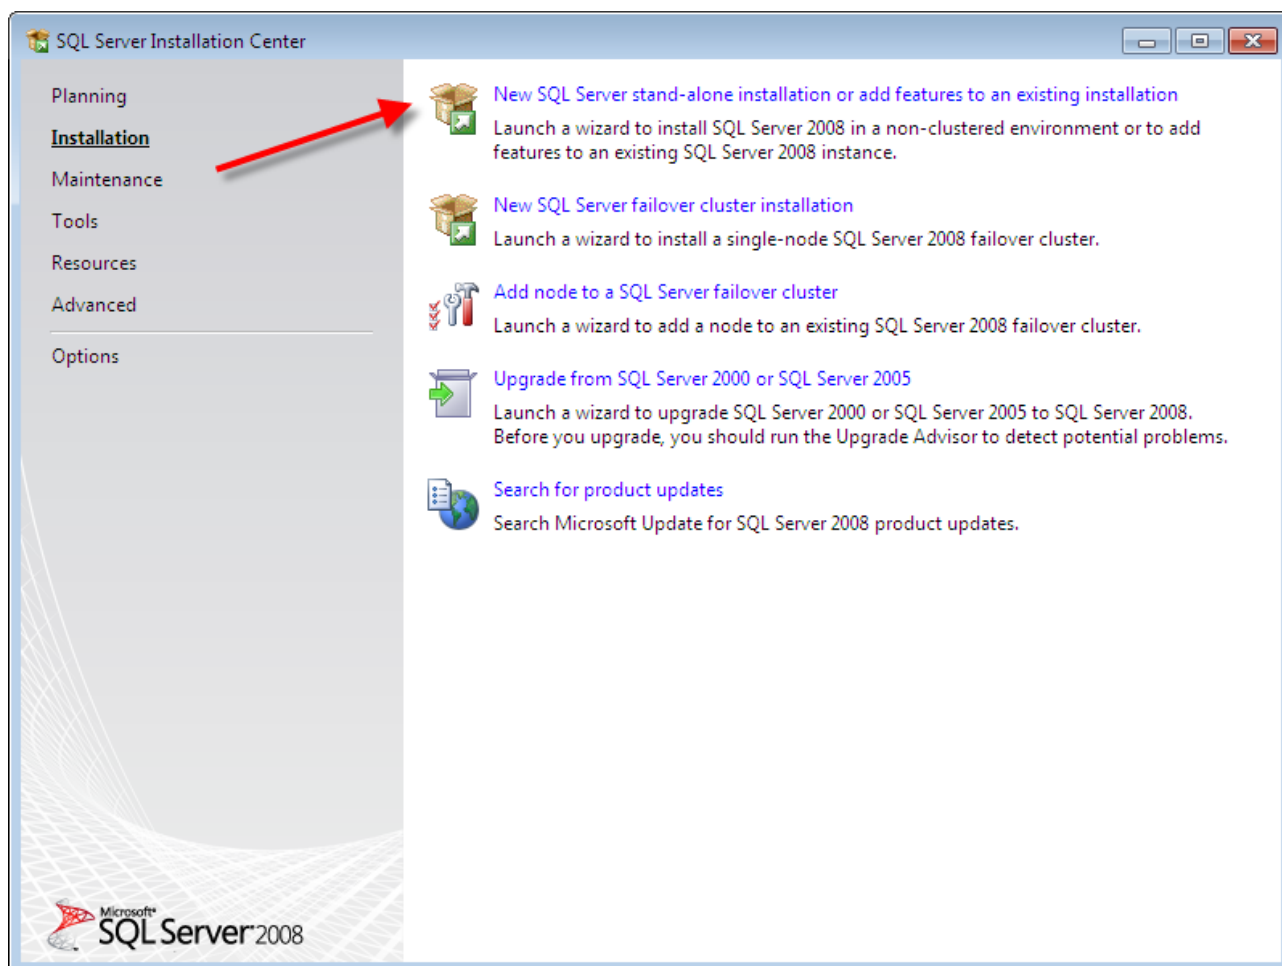 SQL Server Installation Center
Planning
Installation
Maintenance
Tools
Resources
Advanced
Options
New SQL Server stand-alone installation or add features to an existing installation
Launch a wizard to install SQL Server 2008 in a non-clustered environment or to add
features to an existing SQL Server 2008 instance.
New SQL Server failover cluster installation
Launch a wizard to install a single-node SQL Server 2008 failover cluster.
Add node to a SQL Server failover cluster
Launch a wizard to add a node to an existing SQL Server 2008 failover cluster.
Upgrade from SQL Server 2000 or SQL Server 2005
Launch a wizard to upgrade SQL Server 2000 or SQL Server 2005 to SQL Server 2008.
Before you upgrade, you should run the Upgrade Advisor to detect potential problems.
Search for product updates
Search Microsoft Update for SQL Server 2008 product updates.
Microsoft®
SQL Server 2008